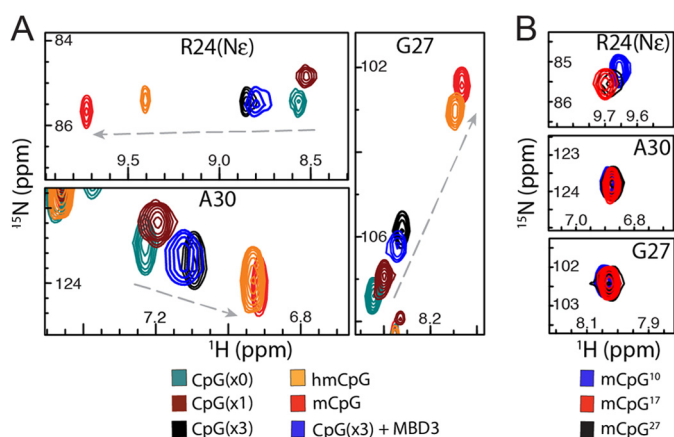 A
B
R24(Nε)
84
86
9.5
9.0
8.5
A30
124
7.2
6.8
G27
102
106
8.2
¹⁵N (ppm)
¹H (ppm)
CpG(x0)
CpG(x1)
CpG(x3)
hmCpG
mCpG
CpG(x3) + MBD3
R24(Nε)
85
86
9.7
9.6
A30
123
124
7.0
6.8
G27
102
103
8.1
7.9
¹⁵N (ppm)
¹H (ppm)
mCpG¹⁰
mCpG¹⁷
mCpG²⁷